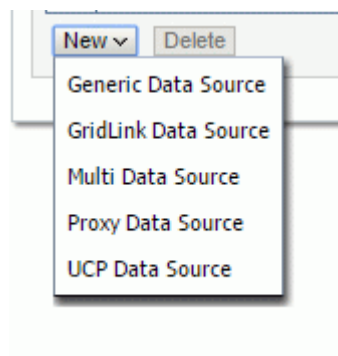 New Delete
Generic Data Source
GridLink Data Source
Multi Data Source
Proxy Data Source
UCP Data Source